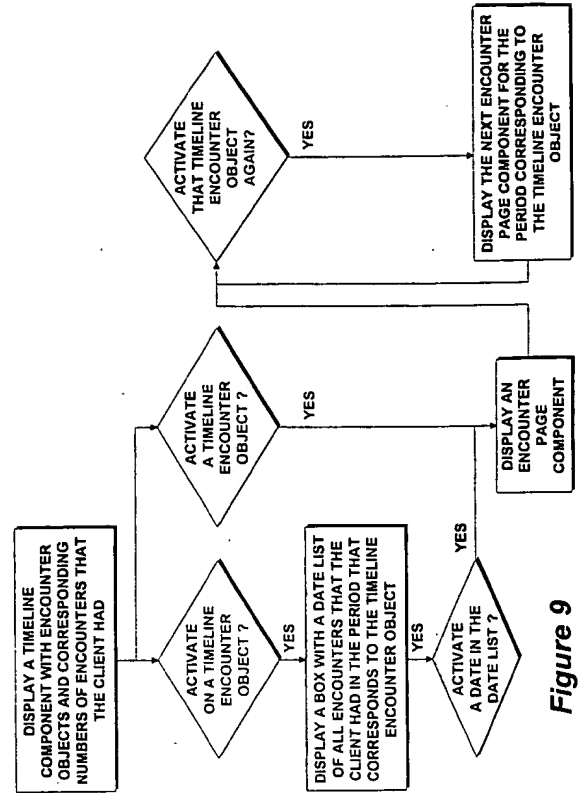 DISPLAY A TIMELINE
COMPONENT WITH ENCOUNTER
OBJECTS AND CORRESPONDING
NUMBERS OF ENCOUNTERS THAT
THE CLIENT HAD
ACTIVATE
ON A TIMELINE
ENCOUNTER
OBJECT ?
YES
DISPLAY A BOX WITH A DATE LIST
OF ALL ENCOUNTERS THAT THE
CLIENT HAD IN THE PERIOD THAT
CORRESPONDS TO THE TIMELINE
ENCOUNTER OBJECT
YES
ACTIVATE
A DATE IN THE
DATE LIST ?
YES
ACTIVATE
A TIMELINE
ENCOUNTER
OBJECT ?
YES
DISPLAY AN
ENCOUNTER
PAGE
COMPONENT
ACTIVATE
THAT TIMELINE
ENCOUNTER
OBJECT
AGAIN?
YES
DISPLAY THE NEXT ENCOUNTER
PAGE COMPONENT FOR THE
PERIOD CORRESPONDING TO
THE TIMELINE ENCOUNTER
OBJECT
Figure 9